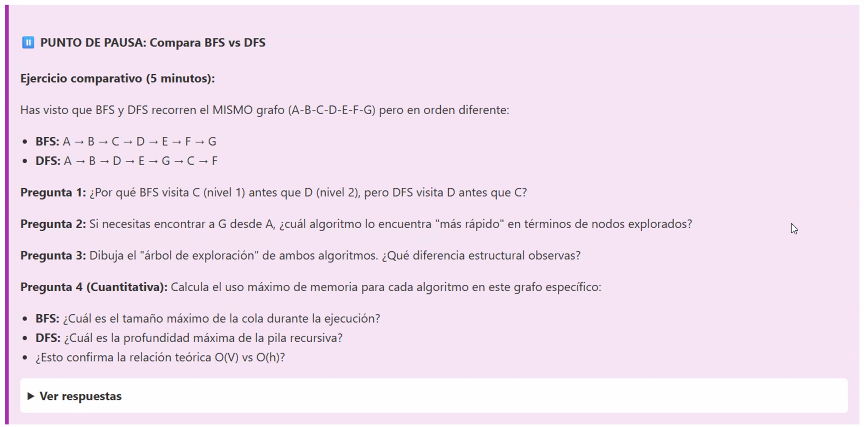 ⏸ PUNTO DE PAUSA: Compara BFS vs DFS
Ejercicio comparativo (5 minutos):
Has visto que BFS y DFS recorren el MISMO grafo (A-B-C-D-E-F-G) pero en orden diferente:
• BFS: A → B → C → D → E → F → G
• DFS: A → B → D → E → G → C → F
Pregunta 1: ¿Por qué BFS visita C (nivel 1) antes que D (nivel 2), pero DFS visita D antes que C?
Pregunta 2: Si necesitas encontrar a G desde A, ¿cuál algoritmo lo encuentra "más rápido" en términos de nodos explorados?
Pregunta 3: Dibuja el "árbol de exploración" de ambos algoritmos. ¿Qué diferencia estructural observas?
Pregunta 4 (Cuantitativa): Calcula el uso máximo de memoria para cada algoritmo en este grafo específico:
• BFS: ¿Cuál es el tamaño máximo de la cola durante la ejecución?
• DFS: ¿Cuál es la profundidad máxima de la pila recursiva?
• ¿Esto confirma la relación teórica O(V) vs O(h)?
▶ Ver respuestas